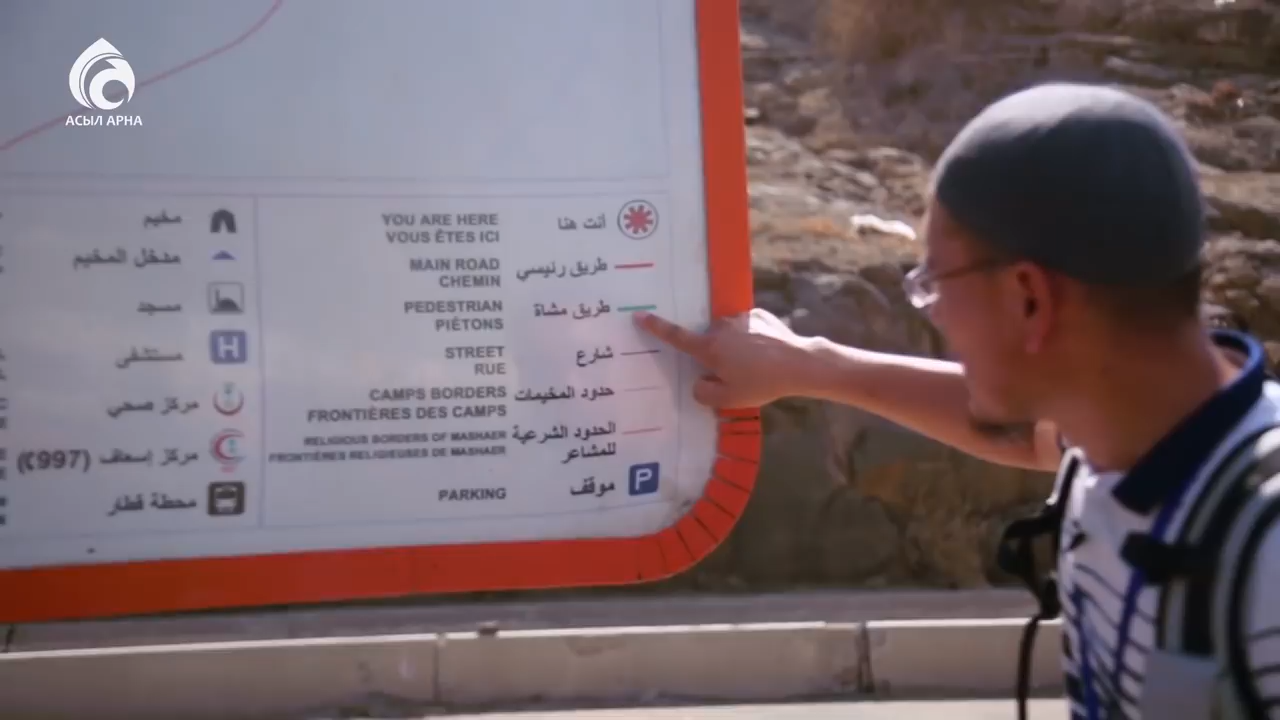 АСЫЛ АРНА
YOU ARE HERE
VOUS ÊTES ICI
أنت هنا
MAIN ROAD
CHEMIN
طريق رئيسي
PEDESTRIAN
PIÉTONS
طريق مشاة
STREET
RUE
شارع
CAMPS BORDERS
FRONTIÈRES DES CAMPS
حدود المخيمات
RELIGIOUS BORDERS OF MASHAER
FRONTIÈRES RELIGIEUSES DE MASHAER
الحدود الشرعية
للمشاعر
P
PARKING
موقف
مخيم
مدخل المخيم
مسجد
H
مستشفى
مركز صحي
مركز إسعاف (997)
محطة قطار